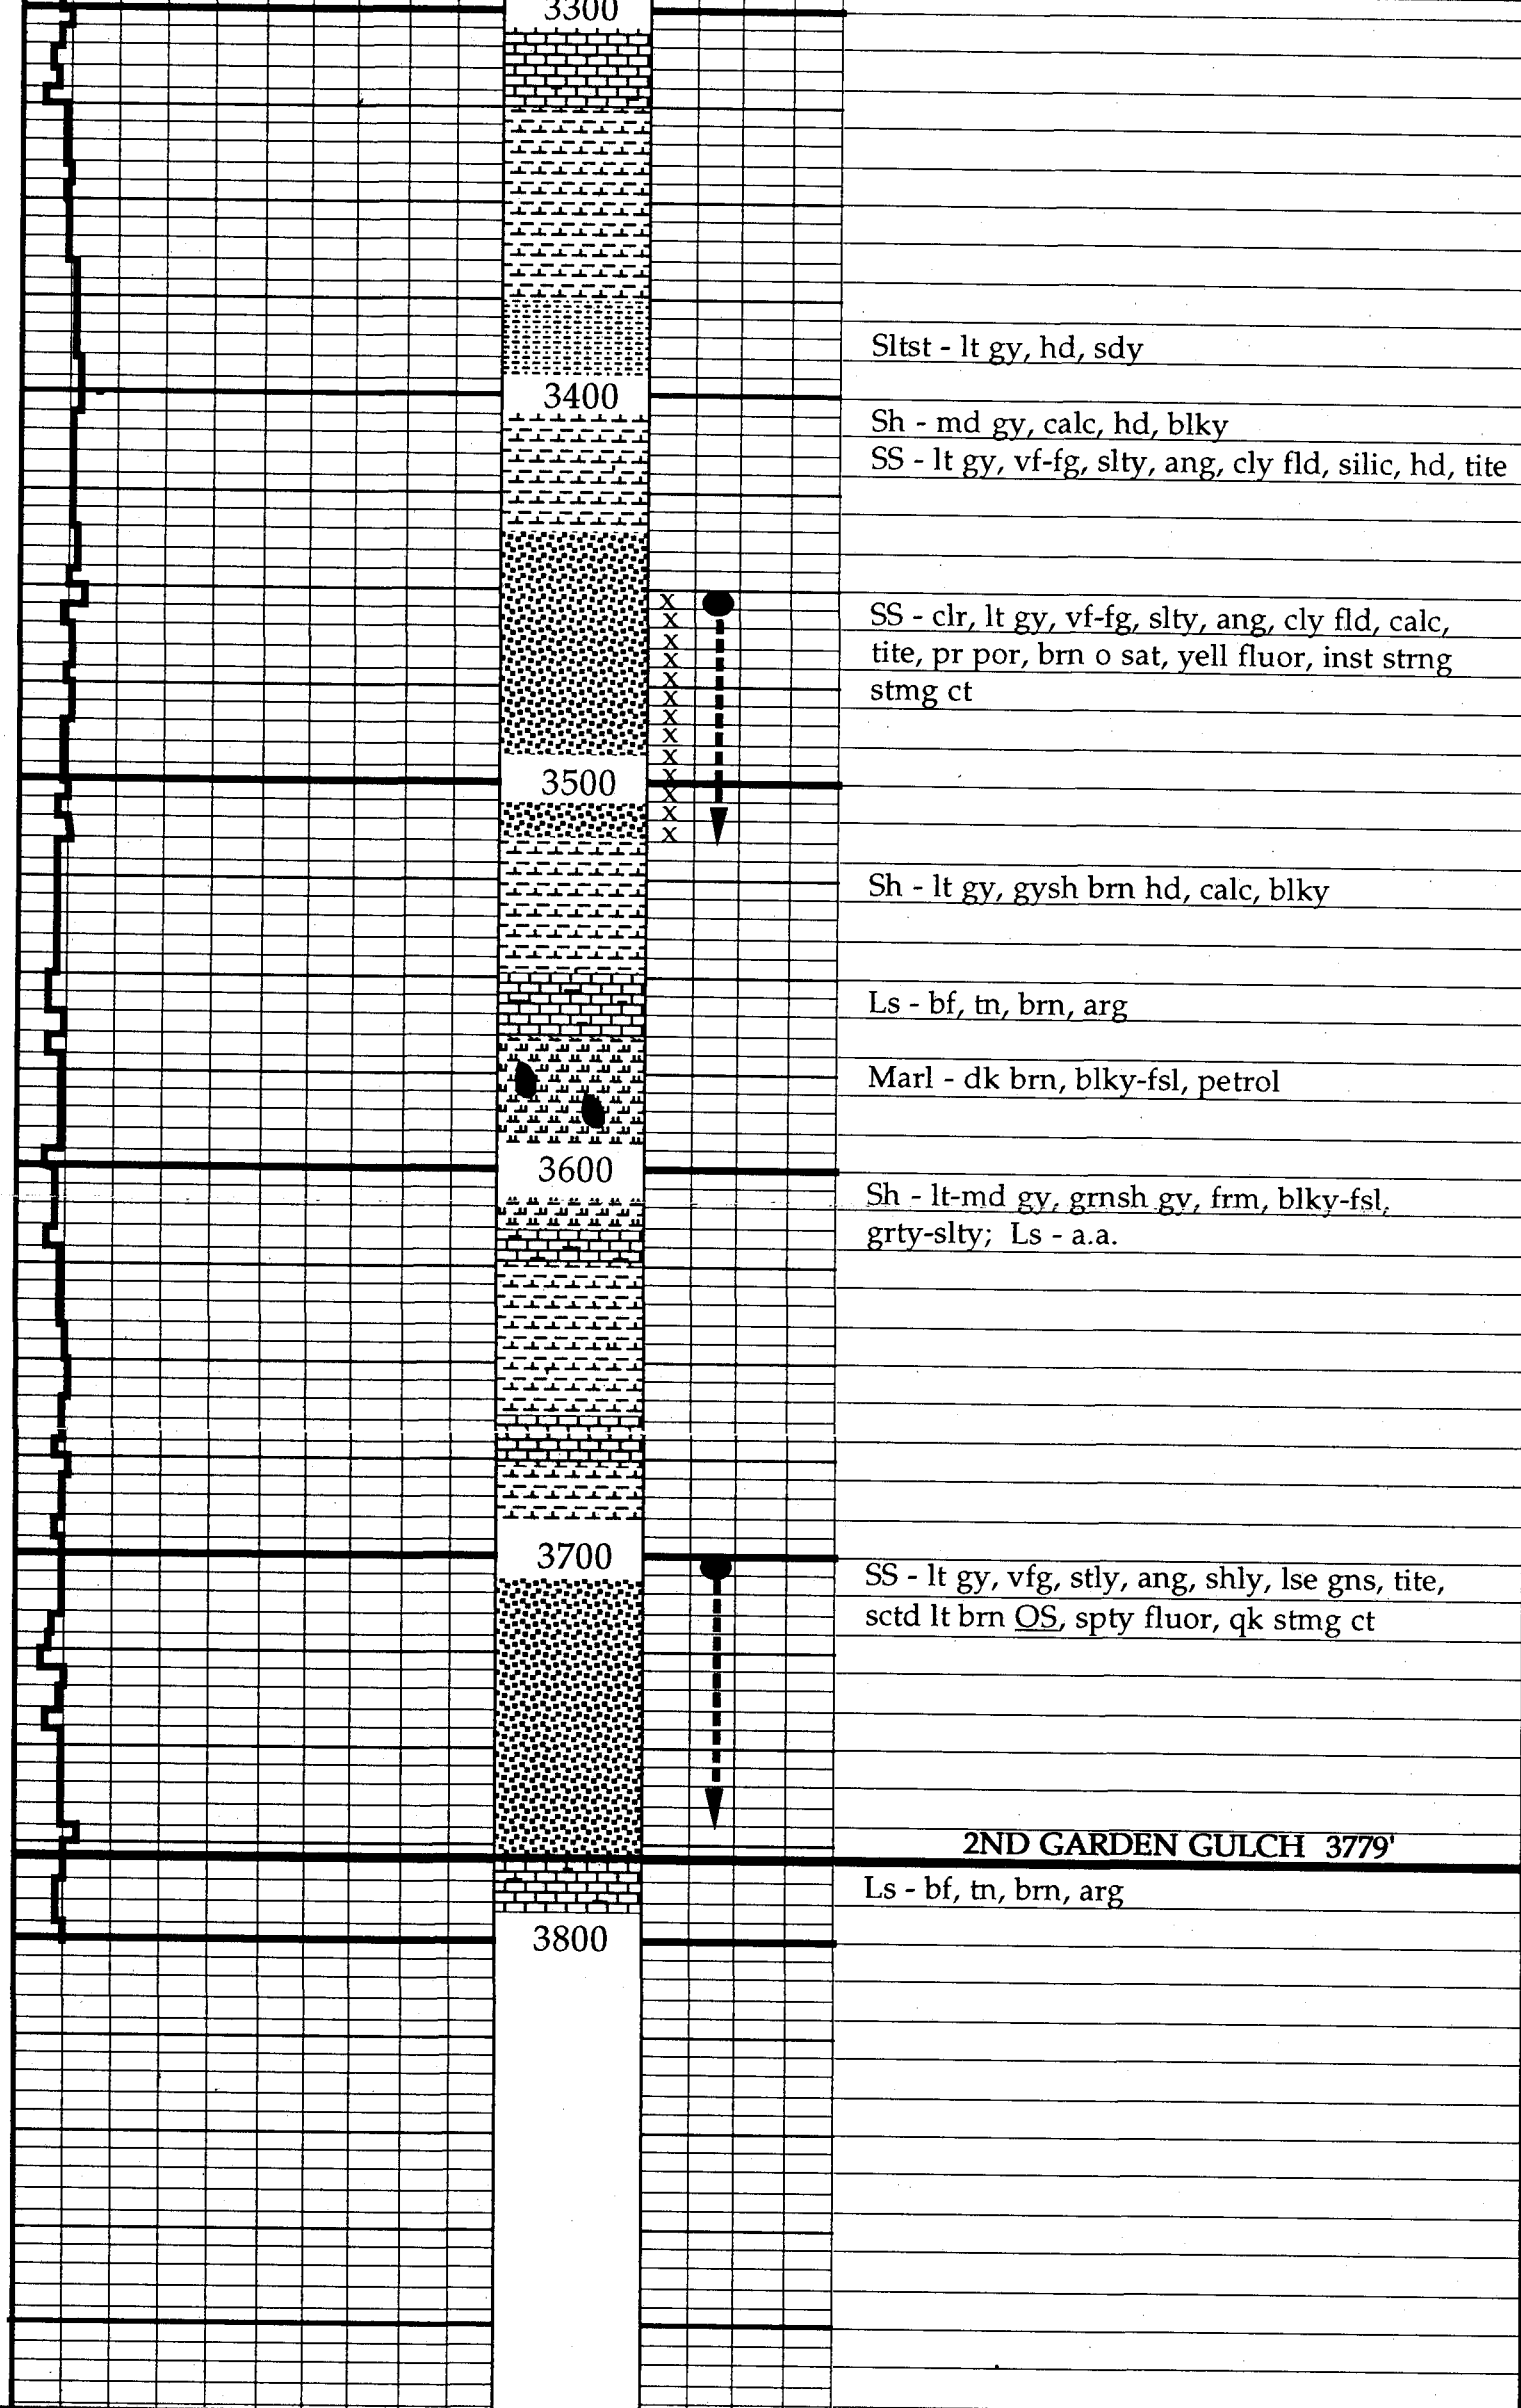 3300
Sltst - lt gy, hd, sdy
3400
Sh - md gy, calc, hd, blky
SS - lt gy, vf-fg, slty, ang, cly fld, silic, hd, tite
x
x
x
x
x
x
x
x
x
x
x
x
x
SS - clr, lt gy, vf-fg, slty, ang, cly fld, calc,
tite, pr por, brn o sat, yell fluor, inst strng
stmg ct
3500
Sh - lt gy, gysh brn hd, calc, blky
Ls - bf, tn, brn, arg
Marl - dk brn, blky-fsl, petrol
3600
Sh - lt-md gy, grnsh gy, frm, blky-fsl,
grty-slty; Ls - a.a.
3700
SS - lt gy, vfg, stly, ang, shly, lse gns, tite,
sctd lt brn OS, spty fluor, qk stmg ct
2ND GARDEN GULCH 3779'
Ls - bf, tn, brn, arg
3800